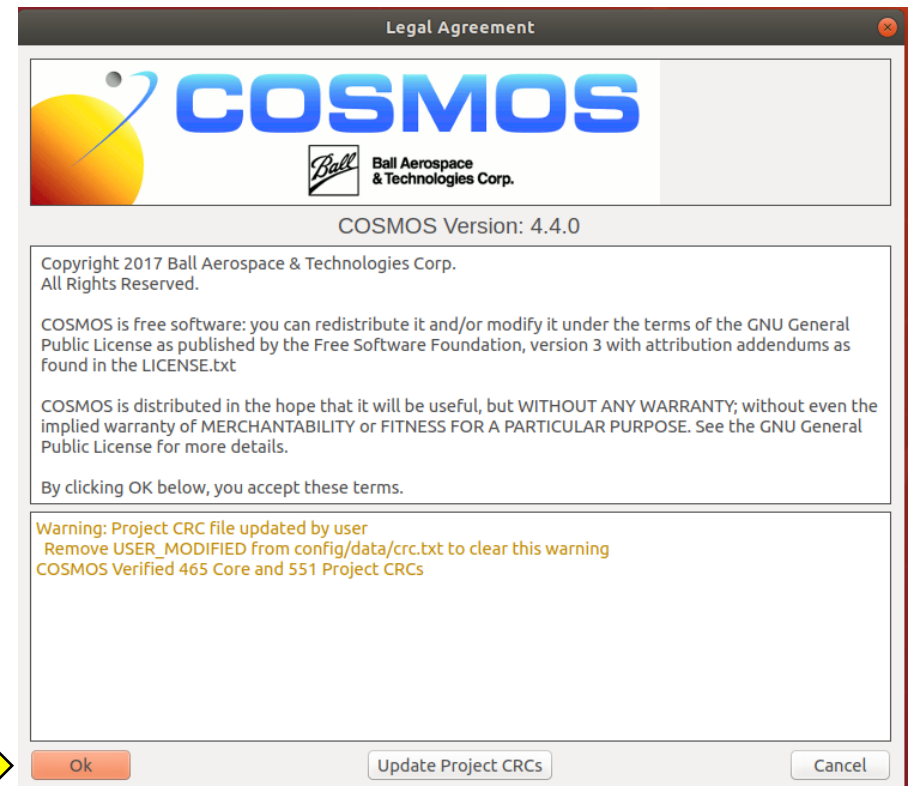 Legal Agreement
COSMOS
Ball
Ball Aerospace
& Technologies Corp.
COSMOS Version: 4.4.0
Copyright 2017 Ball Aerospace & Technologies Corp.
All Rights Reserved.
COSMOS is free software: you can redistribute it and/or modify it under the terms of the GNU General
Public License as published by the Free Software Foundation, version 3 with attribution addendums as
found in the LICENSE.txt
COSMOS is distributed in the hope that it will be useful, but WITHOUT ANY WARRANTY; without even the
implied warranty of MERCHANTABILITY or FITNESS FOR A PARTICULAR PURPOSE. See the GNU General
Public License for more details.
By clicking OK below, you accept these terms.
Warning: Project CRC file updated by user
Remove USER_MODIFIED from config/data/crc.txt to clear this warning
COSMOS Verified 465 Core and 551 Project CRCs
Ok
Update Project CRCs
Cancel